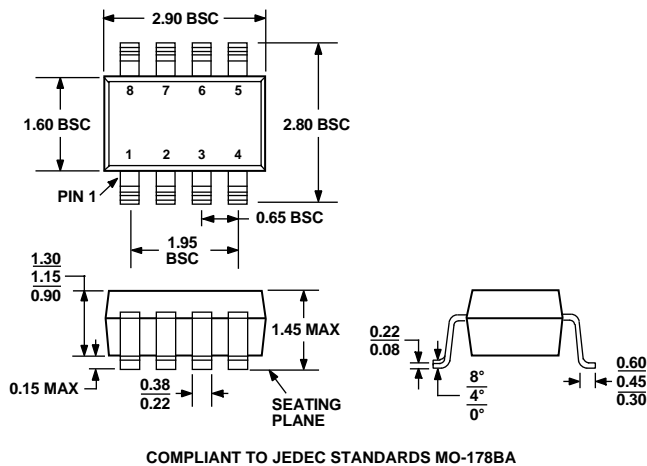 2.90 BSC
8 7 6 5
1.60 BSC
2.80 BSC
1 2 3 4
PIN 1
0.65 BSC
1.95
BSC
1.30
1.15
0.90
1.45 MAX
0.15 MAX
0.38
0.22
SEATING
PLANE
0.22
0.08
8°
4°
0°
0.60
0.45
0.30
COMPLIANT TO JEDEC STANDARDS MO-178BA